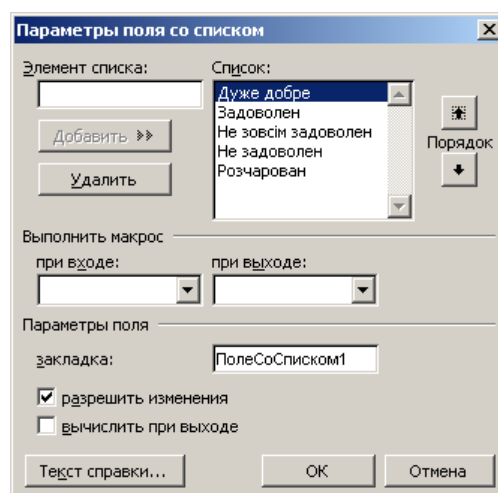 Параметры поля со списком
Элемент списка: Список:
Дуже добре
Задоволен
Не зовсім задоволен
Не задоволен
Розчарован
Добавить
Удалить
Порядок
Выполнить макрос
при входе: при выходе:
Параметры поля
закладка: ПолеСоСписком1
разрешить изменения
вычислить при выходе
Текст справки... ОК Отмена